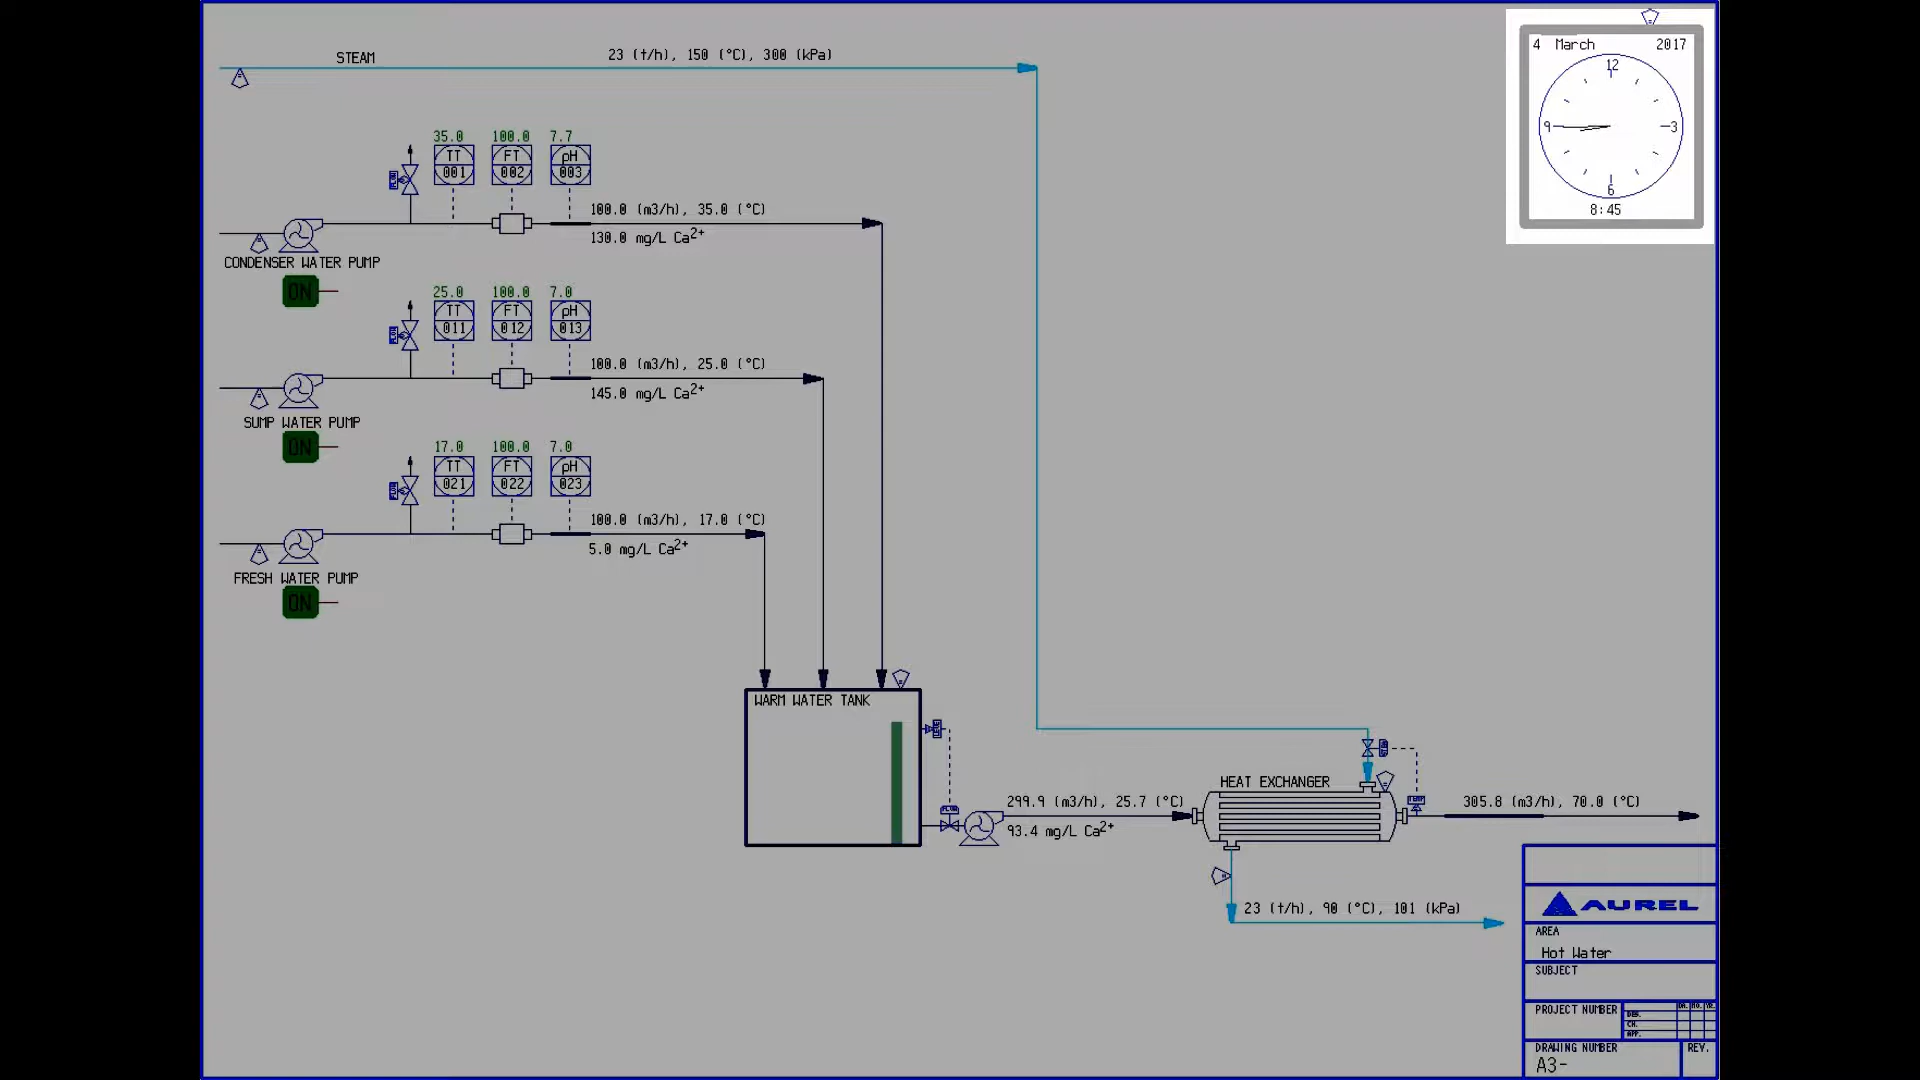 STEAM
23 (t/h), 150 (°C), 300 (kPa)
4 March 2017
12
9
3
6
8:45
35.0 100.0 7.7
TT FT pH
001 002 003
100.0 (m3/h), 35.0 (°C)
130.0 mg/L Ca2+
CONDENSER WATER PUMP
ON
25.0 100.0 7.0
TT FT pH
011 012 013
100.0 (m3/h), 25.0 (°C)
145.0 mg/L Ca2+
SUMP WATER PUMP
ON
17.0 100.0 7.0
TT FT pH
021 022 023
100.0 (m3/h), 17.0 (°C)
5.0 mg/L Ca2+
FRESH WATER PUMP
ON
WARM WATER TANK
HEAT EXCHANGER
TEMP
299.9 (m3/h), 25.7 (°C)
93.4 mg/L Ca2+
305.8 (m3/h), 70.0 (°C)
23 (t/h), 90 (°C), 101 (kPa)
AUREL
AREA
Hot Water
SUBJECT
PROJECT NUMBER
DES.
CH.
APP.
DRAWING NUMBER
REV.
A3-